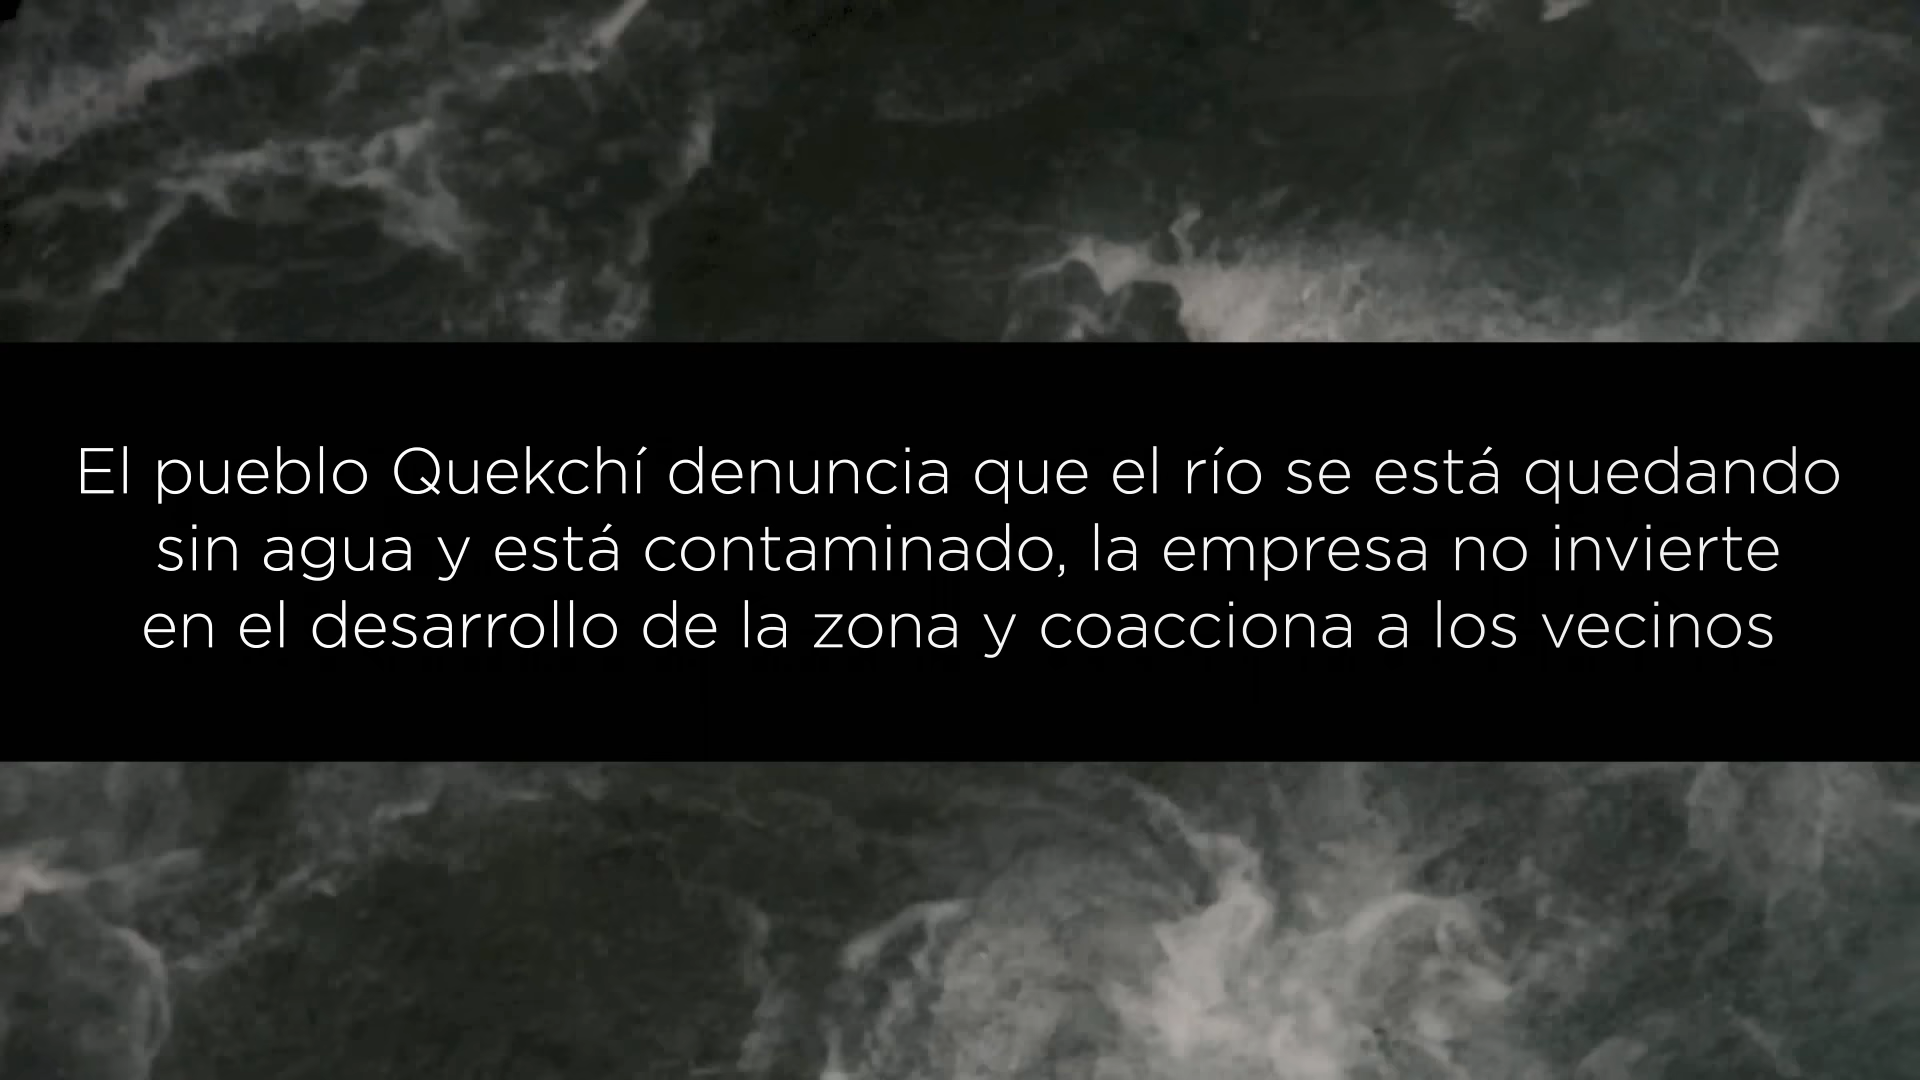 El pueblo Quekchí denuncia que el río se está quedando
sin agua y está contaminado, la empresa no invierte
en el desarrollo de la zona y coacciona a los vecinos